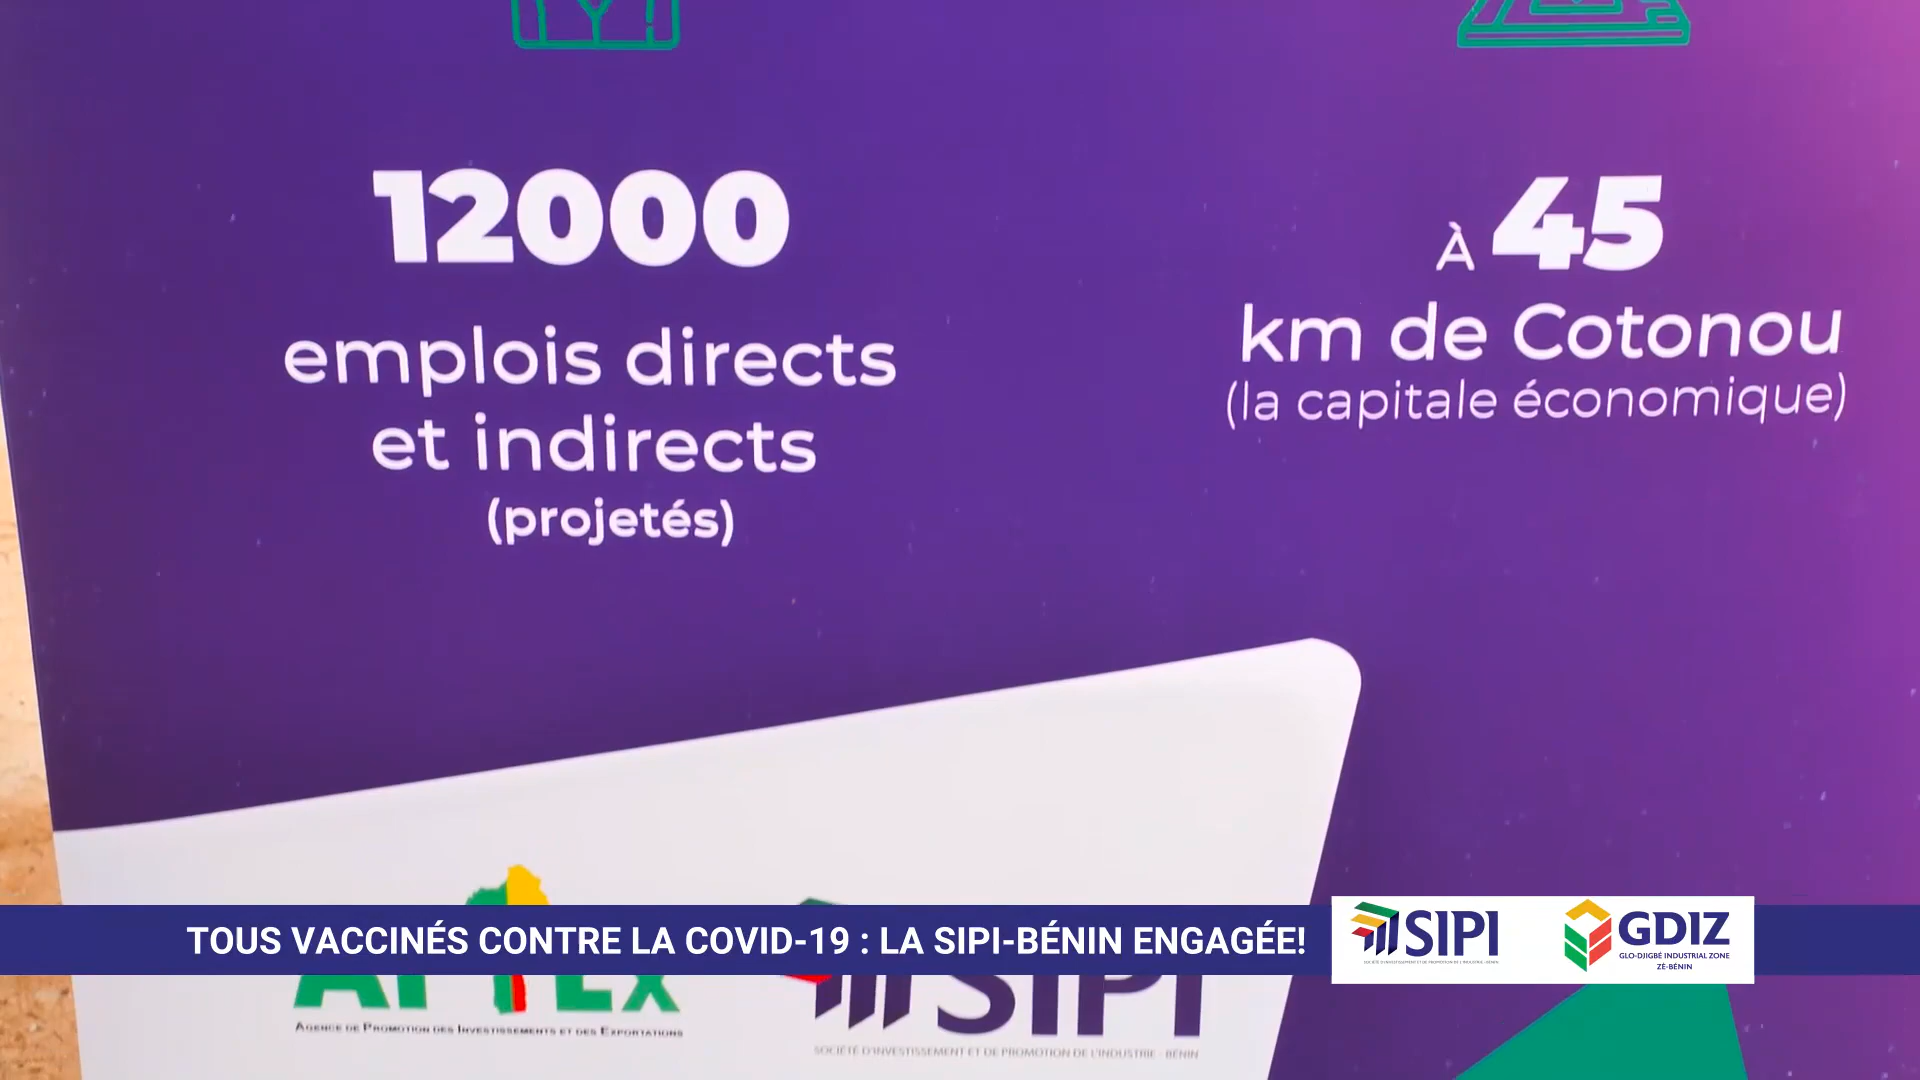 12000
emplois directs
et indirects
(projetés)
À 45
km de Cotonou
(la capitale économique)
TOUS VACCINÉS CONTRE LA COVID-19 : LA SIPI-BÉNIN ENGAGÉE!
SIPI
GDIZ
GLO-DJIGBÉ INDUSTRIAL ZONE
ZÉ-BÉNIN
APIEx
AGENCE DE PROMOTION DES INVESTISSEMENTS ET DES EXPORTATIONS
SIPI
SOCIÉTÉ D'INVESTISSEMENT ET DE PROMOTION DE L'INDUSTRIE - BÉNIN